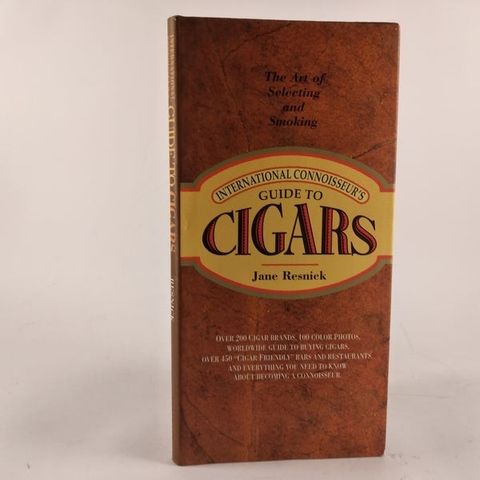 The Art of
Selecting
and
Smoking
INTERNATIONAL CONNOISSEUR'S
GUIDE TO
CIGARS
Jane Resnick
OVER 200 CIGAR BRANDS, 100 COLOR PHOTOS,
WORLDWIDE GUIDE TO BUYING CIGARS,
OVER 450 "CIGAR FRIENDLY" BARS AND RESTAURANTS
AND EVERYTHING YOU NEED TO KNOW
ABOUT BECOMING A CONNOISSEUR.
INTERNATIONAL CONNOISSEUR'S
GUIDE TO CIGARS
RESNICK